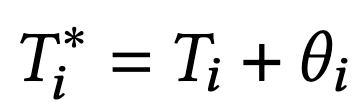 T_i^* = T_i + θ_i